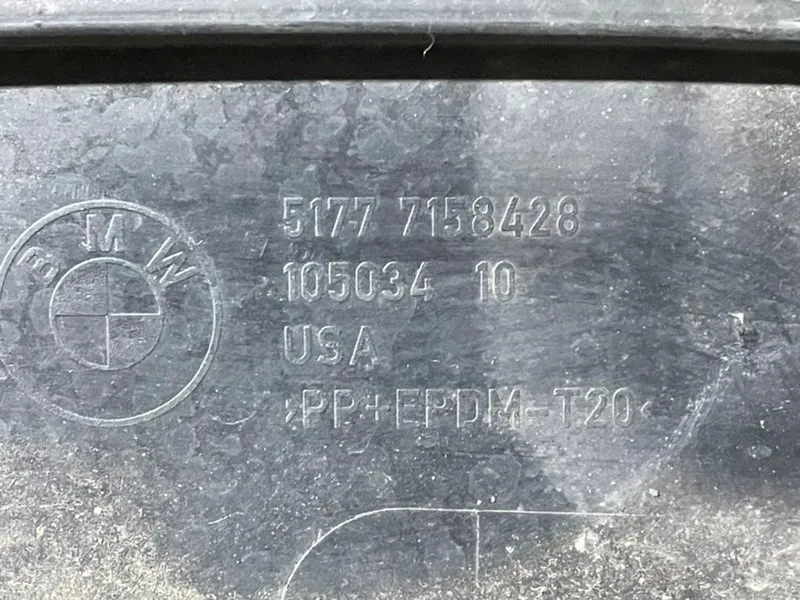 BMW
5177 7158428
105034 10
USA
>PP+EPDM-T20<